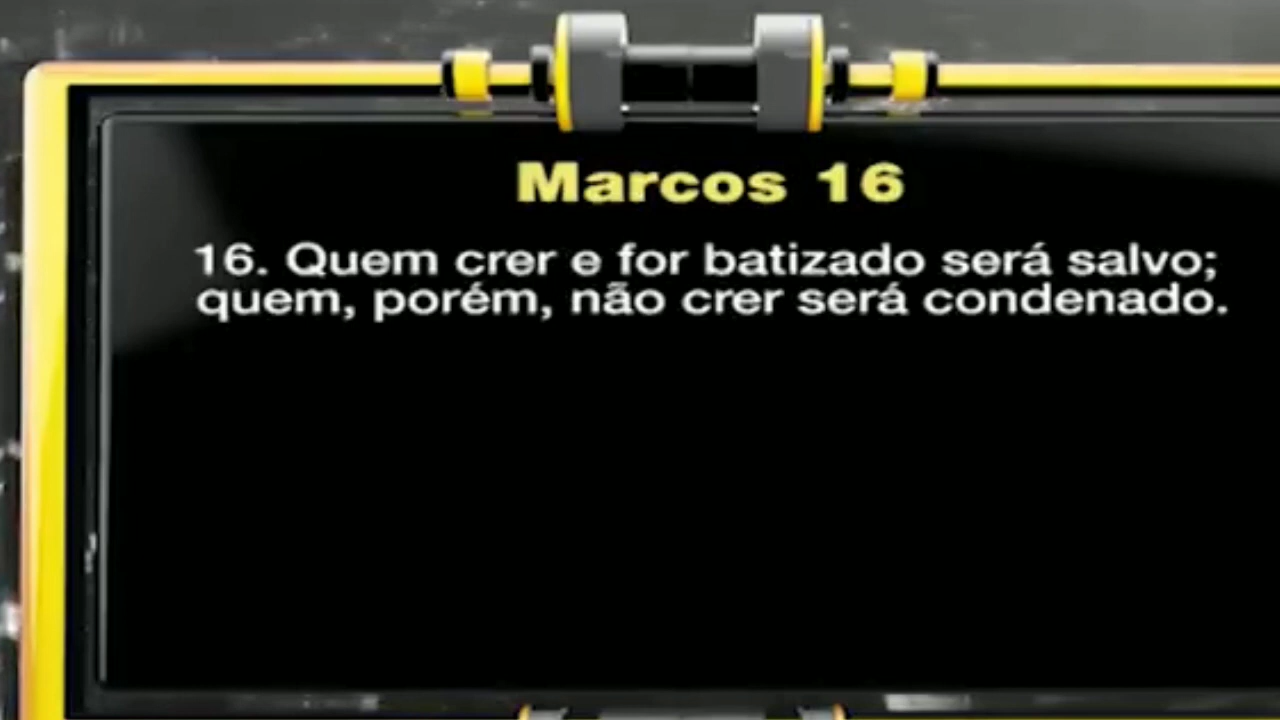 Marcos 16
16. Quem crer e for batizado será salvo;
quem, porém, não crer será condenado.